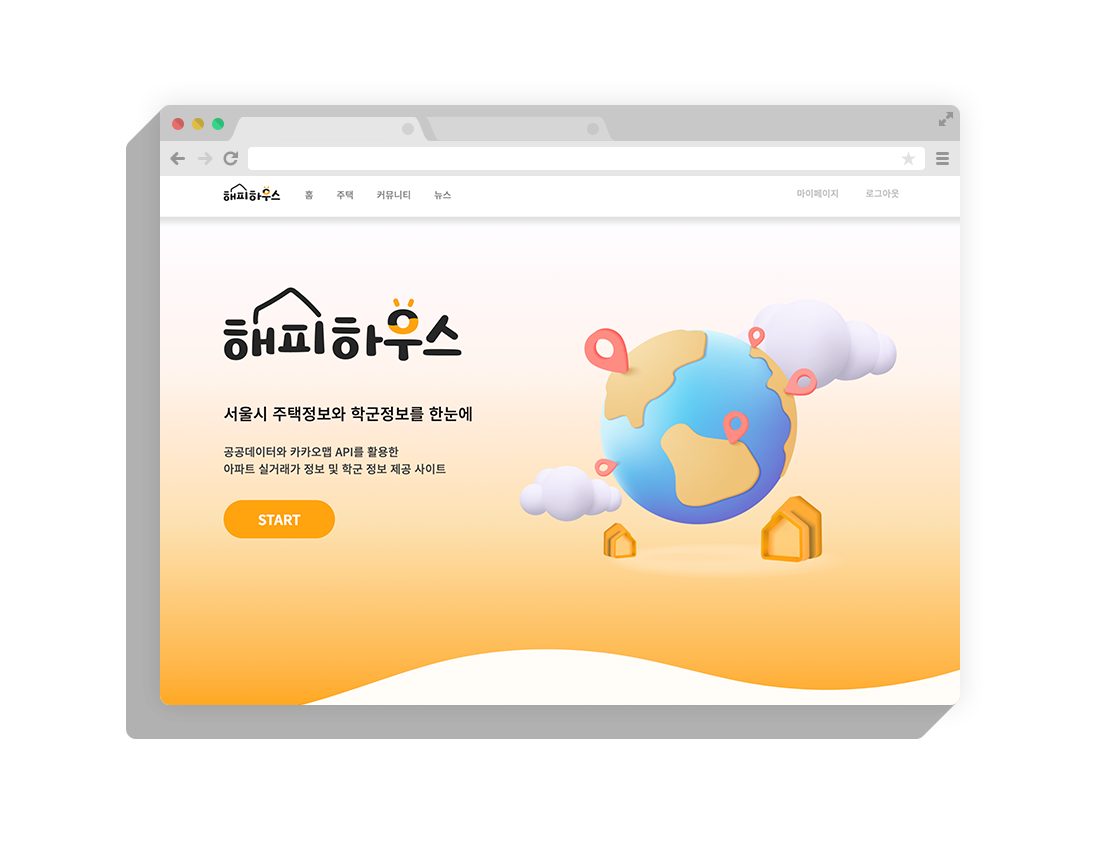 해피하우스 홈 주택 커뮤니티 뉴스 마이페이지 로그아웃
해피하우스
서울시 주택정보와 학군정보를 한눈에
공공데이터와 카카오맵 API를 활용한
아파트 실거래가 정보 및 학군 정보 제공 사이트
START